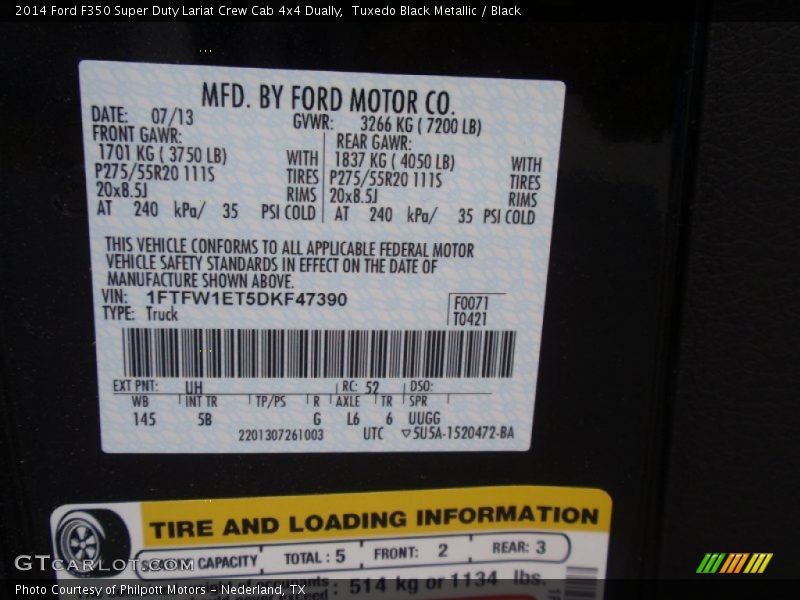 2014 Ford F350 Super Duty Lariat Crew Cab 4x4 Dually,  Tuxedo Black Metallic / Black
MFD. BY FORD MOTOR CO.
DATE: 07/13
GVWR: 3266 KG ( 7200 LB)
FRONT GAWR:
1701 KG ( 3750 LB) WITH
P275/55R20 111S TIRES
20x8.5J RIMS
AT 240 kPa/ 35 PSI COLD
REAR GAWR:
1837 KG ( 4050 LB) WITH
P275/55R20 111S TIRES
20x8.5J RIMS
AT 240 kPa/ 35 PSI COLD
THIS VEHICLE CONFORMS TO ALL APPLICABLE FEDERAL MOTOR
VEHICLE SAFETY STANDARDS IN EFFECT ON THE DATE OF
MANUFACTURE SHOWN ABOVE.
VIN: 1FTFW1ET5DKF47390
TYPE: Truck
F0071
T0421
EXT PNT: UH RC: 52 DSO:
WB INT TR TP/PS R AXLE TR SPR
145 5B G L6 6 UUGG
2201307261003 UTC ▽5U5A-1520472-BA
TIRE AND LOADING INFORMATION
SEATING CAPACITY TOTAL : 5 FRONT: 2 REAR: 3
514 kg or 1134 lbs.
GTcarlot.com
Photo Courtesy of Philpott Motors - Nederland, TX